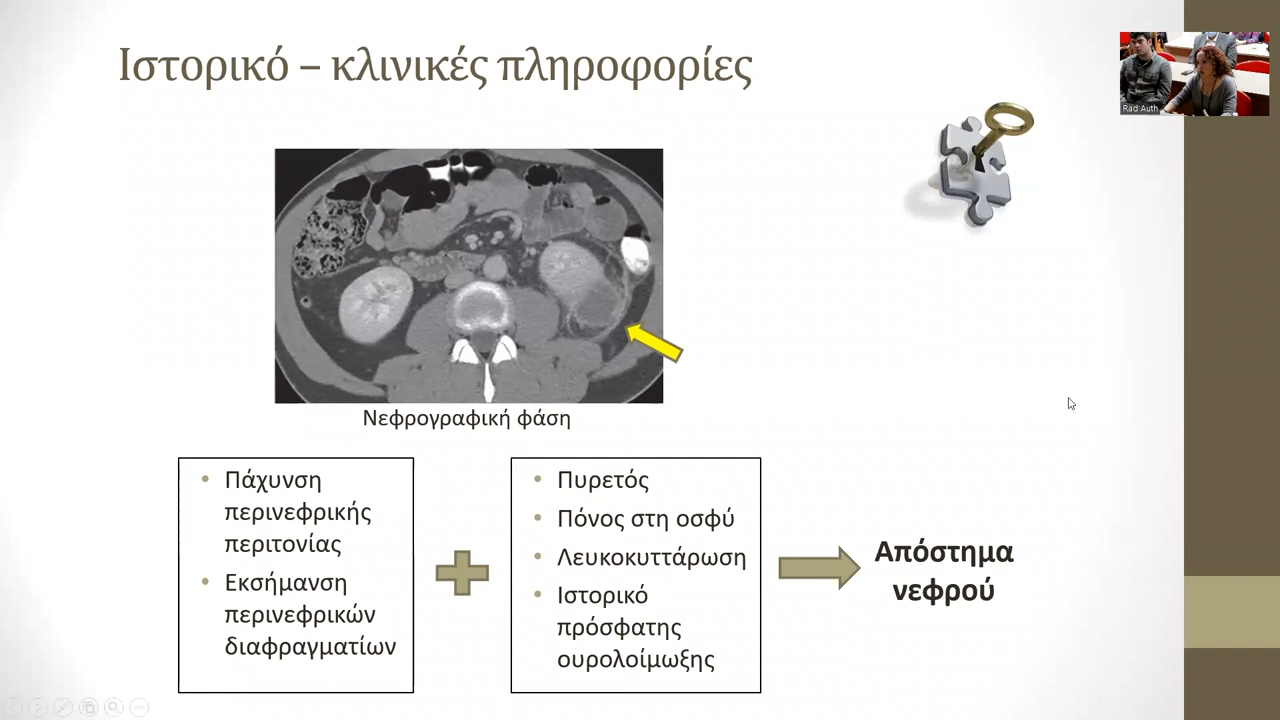 Ιστορικό – κλινικές πληροφορίες
Rad Auth
Νεφρογραφική φάση
• Πάχυνση
περινεφρικής
περιτονίας
• Εκσήμανση
περινεφρικών
διαφραγματίων
• Πυρετός
• Πόνος στη οσφύ
• Λευκοκυττάρωση
• Ιστορικό
πρόσφατης
ουρολοίμωξης
Απόστημα
νεφρού